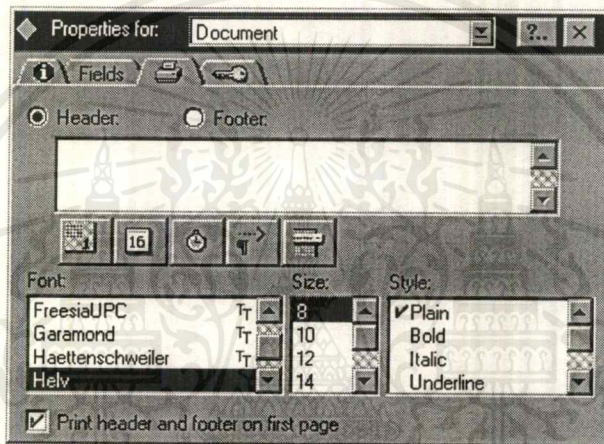 Properties for: Document ?..
Fields
Header: Footer:
16
Font: Size: Style:
FreesiaUPC 8 ✔Plain
Garamond 10 Bold
Haettenschweiler 12 Italic
Helv 14 Underline
Print header and footer on first page